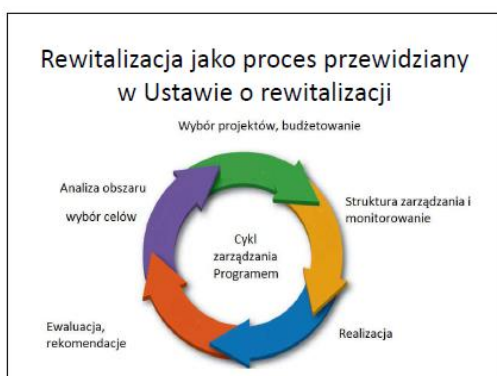 Rewitalizacja jako proces przewidziany
w Ustawie o rewitalizacji
Wybór projektów, budżetowanie
Analiza obszaru
wybór celów
Struktura zarządzania i
monitorowanie
Cykl
zarządzania
Programem
Ewaluacja,
rekomendacje
Realizacja